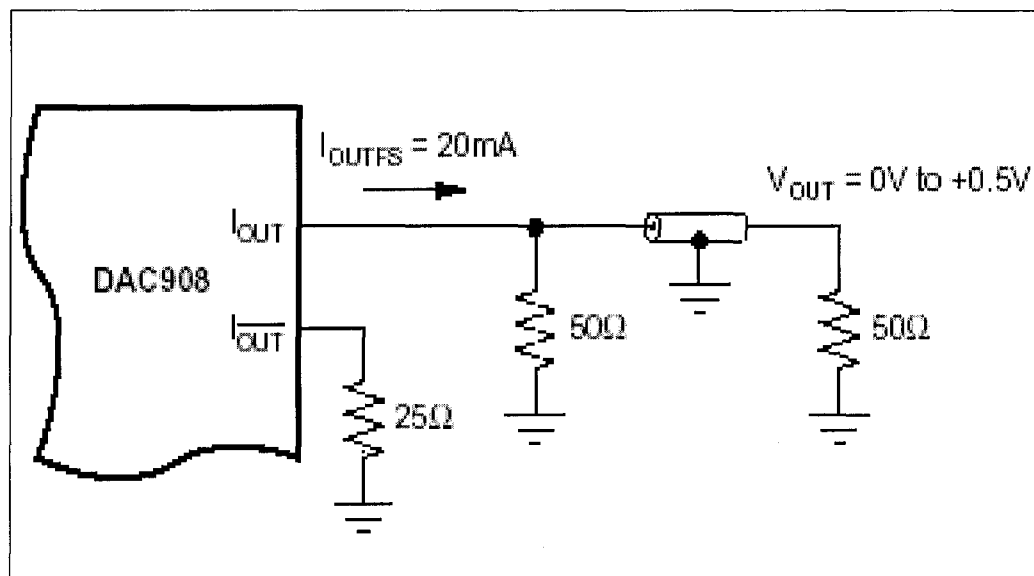 I_OUTFS = 20mA
V_OUT = 0V to +0.5V
I_OUT
DAC908
I_OUT
50Ω
50Ω
25Ω